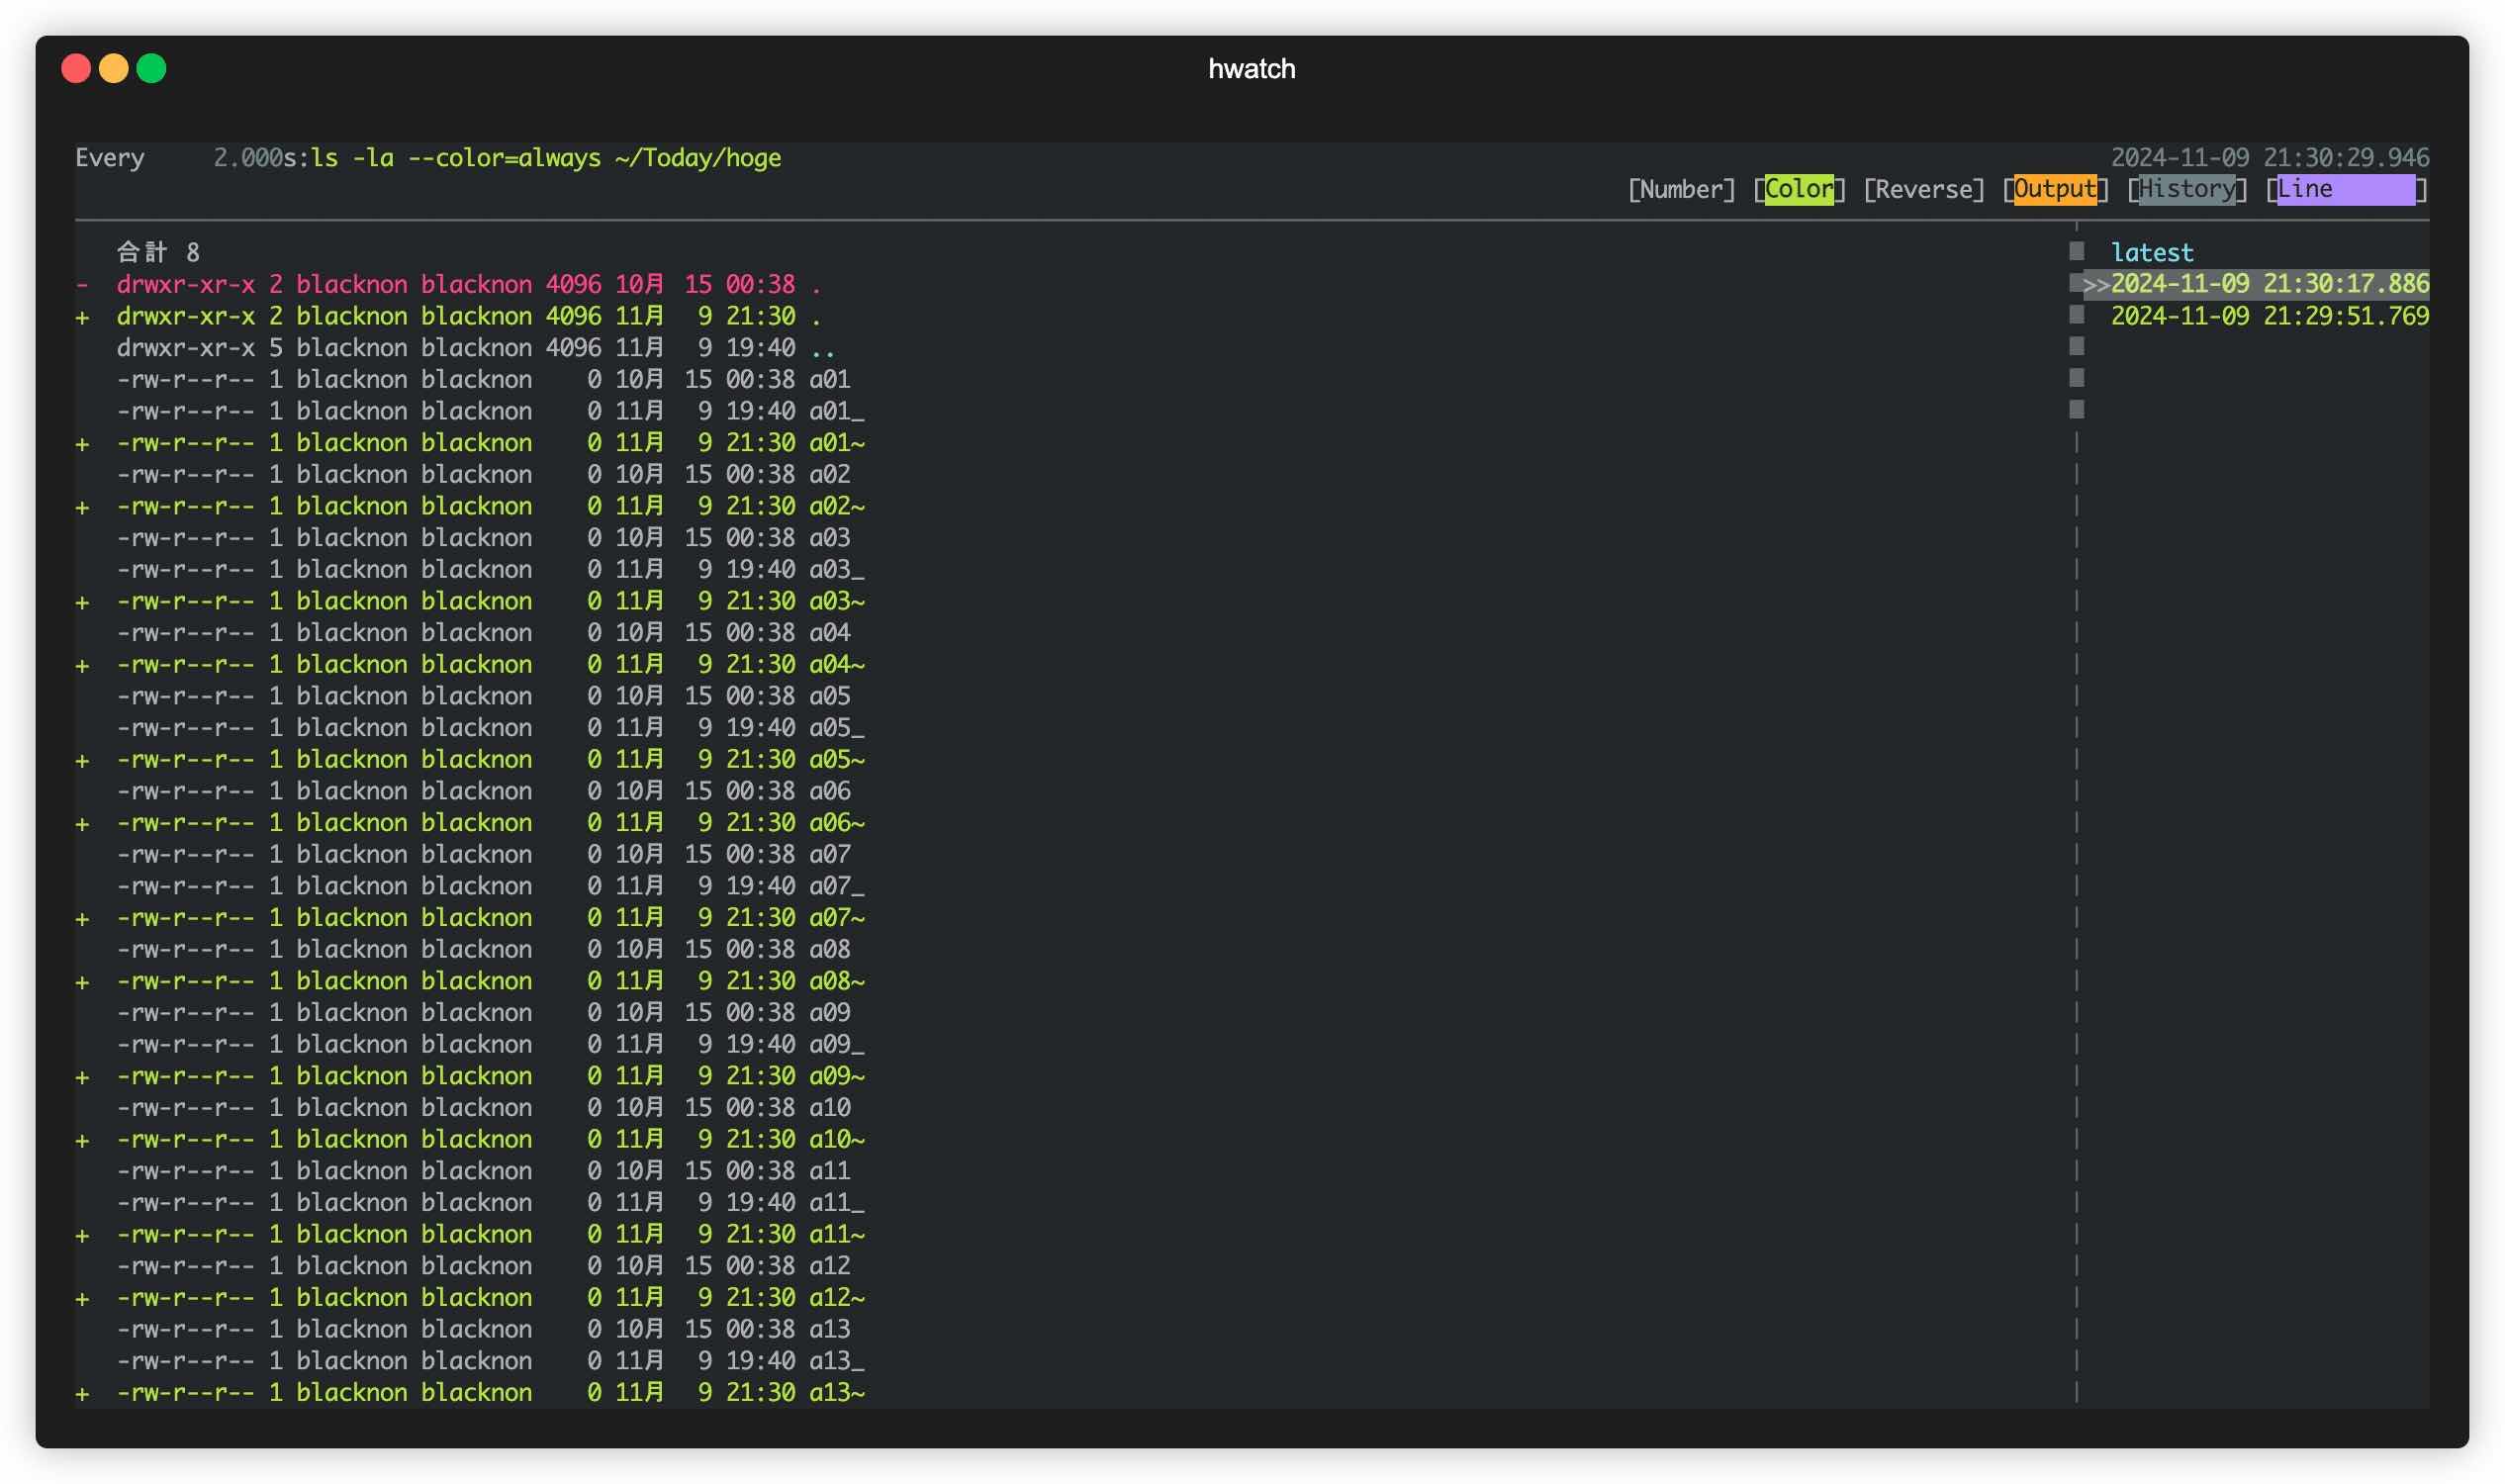 hwatch
Every     2.000s:ls -la --color=always ~/Today/hoge 2024-11-09 21:30:29.946
[Number] [Color] [Reverse] [Output] [History] [Line      ]
合計 8
-  drwxr-xr-x 2 blacknon blacknon 4096 10月  15 00:38 .
+  drwxr-xr-x 2 blacknon blacknon 4096 11月   9 21:30 .
   drwxr-xr-x 5 blacknon blacknon 4096 11月   9 19:40 ..
   -rw-r--r-- 1 blacknon blacknon    0 10月  15 00:38 a01
   -rw-r--r-- 1 blacknon blacknon    0 11月   9 19:40 a01_
+  -rw-r--r-- 1 blacknon blacknon    0 11月   9 21:30 a01~
   -rw-r--r-- 1 blacknon blacknon    0 10月  15 00:38 a02
+  -rw-r--r-- 1 blacknon blacknon    0 11月   9 21:30 a02~
   -rw-r--r-- 1 blacknon blacknon    0 10月  15 00:38 a03
   -rw-r--r-- 1 blacknon blacknon    0 11月   9 19:40 a03_
+  -rw-r--r-- 1 blacknon blacknon    0 11月   9 21:30 a03~
   -rw-r--r-- 1 blacknon blacknon    0 10月  15 00:38 a04
+  -rw-r--r-- 1 blacknon blacknon    0 11月   9 21:30 a04~
   -rw-r--r-- 1 blacknon blacknon    0 10月  15 00:38 a05
   -rw-r--r-- 1 blacknon blacknon    0 11月   9 19:40 a05_
+  -rw-r--r-- 1 blacknon blacknon    0 11月   9 21:30 a05~
   -rw-r--r-- 1 blacknon blacknon    0 10月  15 00:38 a06
+  -rw-r--r-- 1 blacknon blacknon    0 11月   9 21:30 a06~
   -rw-r--r-- 1 blacknon blacknon    0 10月  15 00:38 a07
   -rw-r--r-- 1 blacknon blacknon    0 11月   9 19:40 a07_
+  -rw-r--r-- 1 blacknon blacknon    0 11月   9 21:30 a07~
   -rw-r--r-- 1 blacknon blacknon    0 10月  15 00:38 a08
+  -rw-r--r-- 1 blacknon blacknon    0 11月   9 21:30 a08~
   -rw-r--r-- 1 blacknon blacknon    0 10月  15 00:38 a09
   -rw-r--r-- 1 blacknon blacknon    0 11月   9 19:40 a09_
+  -rw-r--r-- 1 blacknon blacknon    0 11月   9 21:30 a09~
   -rw-r--r-- 1 blacknon blacknon    0 10月  15 00:38 a10
+  -rw-r--r-- 1 blacknon blacknon    0 11月   9 21:30 a10~
   -rw-r--r-- 1 blacknon blacknon    0 10月  15 00:38 a11
   -rw-r--r-- 1 blacknon blacknon    0 11月   9 19:40 a11_
+  -rw-r--r-- 1 blacknon blacknon    0 11月   9 21:30 a11~
   -rw-r--r-- 1 blacknon blacknon    0 10月  15 00:38 a12
+  -rw-r--r-- 1 blacknon blacknon    0 11月   9 21:30 a12~
   -rw-r--r-- 1 blacknon blacknon    0 10月  15 00:38 a13
   -rw-r--r-- 1 blacknon blacknon    0 11月   9 19:40 a13_
+  -rw-r--r-- 1 blacknon blacknon    0 11月   9 21:30 a13~
latest
>>2024-11-09 21:30:17.886
2024-11-09 21:29:51.769